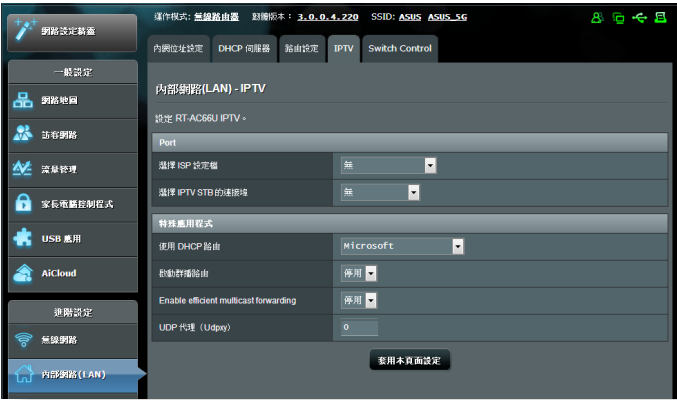 網路設定精靈
運作模式: 無線路由器 韌體版本: 3.0.0.4.220 SSID: ASUS ASUS_5G
內網位址設定 DHCP 伺服器 路由設定 IPTV Switch Control
一般設定
網路地圖
訪客網路
流量管理
家長電腦控制程式
USB 應用
AiCloud
進階設定
無線網路
內部網路(LAN)
內部網路(LAN) - IPTV
設定 RT-AC66U IPTV。
Port
選擇 ISP 設定檔 無
選擇 IPTV STB 的連接埠 無
特殊應用程式
使用 DHCP 路由 Microsoft
啟動群播路由 停用
Enable efficient multicast forwarding 停用
UDP 代理 (Udpxy) 0
套用本頁面設定